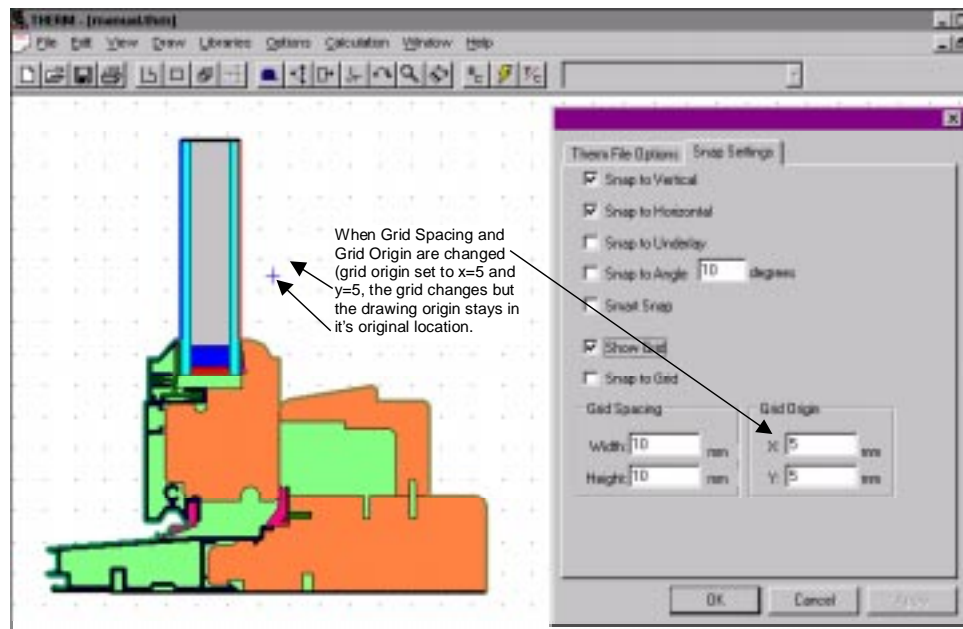 THERM - [manual.thm]
File Edit View Draw Libraries Options Calculation Window Help
Therm File Options Snap Settings
Snap to Vertical
Snap to Horizontal
Snap to Underlay
Snap to Angle 10 degrees
Smart Snap
Show Grid
Snap to Grid
Grid Spacing
Width: 10 mm
Height: 10 mm
Grid Origin
X: 5 mm
Y: 5 mm
OK Cancel Apply
When Grid Spacing and
Grid Origin are changed
(grid origin set to x=5 and
y=5, the grid changes but
the drawing origin stays in
it's original location.